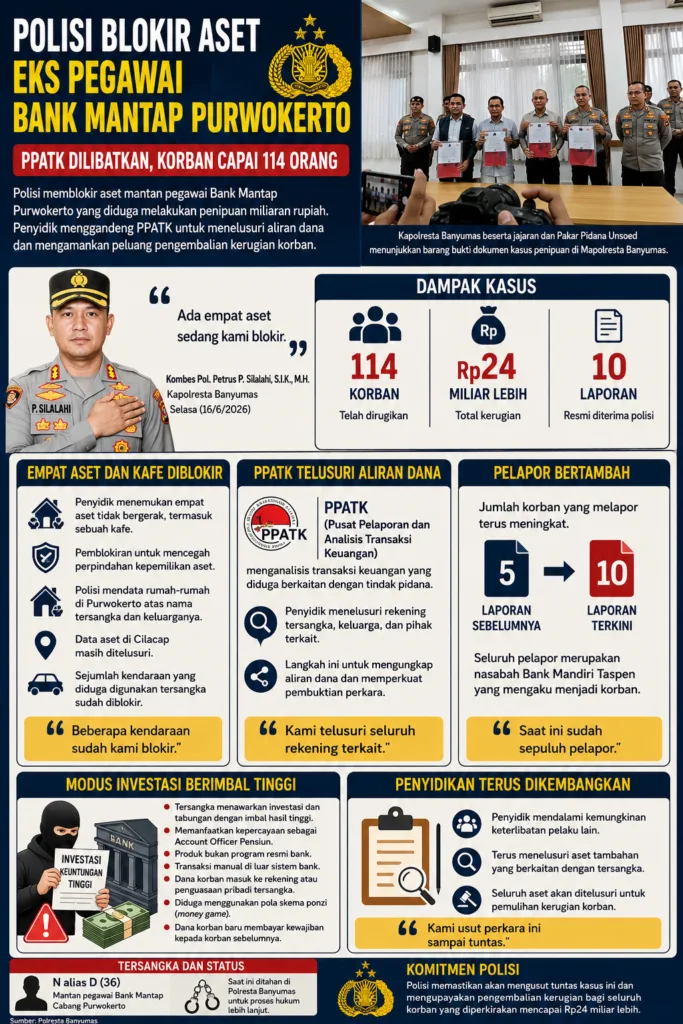 POLISI BLOKIR ASET
EKS PEGAWAI
BANK MANTAP PURWOKERTO
PPATK DILIBATKAN, KORBAN CAPAI 114 ORANG
Polisi memblokir aset mantan pegawai Bank Mantap
Purwokerto yang diduga melakukan penipuan miliaran rupiah.
Penyidik menggandeng PPATK untuk menelusuri aliran dana
dan mengamankan peluang pengembalian kerugian korban.
Kapolresta Banyumas beserta jajaran dan Pakar Pidana Unsoed
menunjukkan barang bukti dokumen kasus penipuan di Mapolresta Banyumas.
P. SILALAHI
“ Ada empat aset
sedang kami blokir. ”
Kombes Pol. Petrus P. Silalahi, S.I.K., M.H.
Kapolresta Banyumas
Selasa (16/6/2026)
DAMPAK KASUS
114
KORBAN
Telah dirugikan
Rp
Rp24
MILIAR LEBIH
Total kerugian
10
LAPORAN
Resmi diterima polisi
EMPAT ASET DAN KAFE DIBLOKIR
Penyidik menemukan empat
aset tidak bergerak, termasuk
sebuah kafe.
Pemblokiran untuk mencegah
perpindahan kepemilikan aset.
Polisi mendata rumah-rumah
di Purwokerto atas nama
tersangka dan keluarganya.
Data aset di Cilacap
masih ditelusuri.
Sejumlah kendaraan yang
diduga digunakan tersangka
sudah diblokir.
“ Beberapa kendaraan
sudah kami blokir.”
PPATK TELUSURI ALIRAN DANA
PPATK
PPATK
(Pusat Pelaporan dan
Analisis Transaksi
Keuangan)
menganalisis transaksi keuangan yang
diduga berkaitan dengan tindak pidana.
Penyidik menelusuri rekening
tersangka, keluarga, dan pihak
terkait.
Langkah ini untuk mengungkap
aliran dana dan memperkuat
pembuktian perkara.
“ Kami telusuri seluruh
rekening terkait.”
PELAPOR BERTAMBAH
Jumlah korban yang melapor
terus meningkat.
5
LAPORAN
SEBELUMNYA
10
LAPORAN
TERKINI
Seluruh pelapor merupakan
nasabah Bank Mandiri Taspen
yang mengaku menjadi korban.
“ Saat ini sudah
sepuluh pelapor.”
MODUS INVESTASI BERIMBAL TINGGI
BANK
INVESTASI
KEUNTUNGAN
TINGGI
• Tersangka menawarkan investasi dan
tabungan dengan imbal hasil tinggi.
• Memanfaatkan kepercayaan sebagai
Account Officer Pensiun.
• Produk bukan program resmi bank.
• Transaksi manual di luar sistem bank.
• Dana korban masuk ke rekening atau
penguasaan pribadi tersangka.
• Diduga menggunakan pola skema ponzi
(money game).
• Dana korban baru membayar kewajiban
kepada korban sebelumnya.
PENYIDIKAN TERUS DIKEMBANGKAN
Penyidik mendalami kemungkinan
keterlibatan pelaku lain.
Terus menelusuri aset tambahan
yang berkaitan dengan tersangka.
Seluruh aset akan ditelusuri untuk
pemulihan kerugian korban.
“ Kami usut perkara ini
sampai tuntas.”
TERSANGKA DAN STATUS
N alias D (36)
Mantan pegawai Bank Mantap
Cabang Purwokerto
Saat ini ditahan di
Polresta Banyumas
untuk proses hukum
lebih lanjut.
KOMITMEN POLISI
Polisi memastikan akan mengusut tuntas kasus ini dan
mengupayakan pengembalian kerugian bagi seluruh
korban yang diperkirakan mencapai Rp24 miliar lebih.
Sumber: Polresta Banyumas